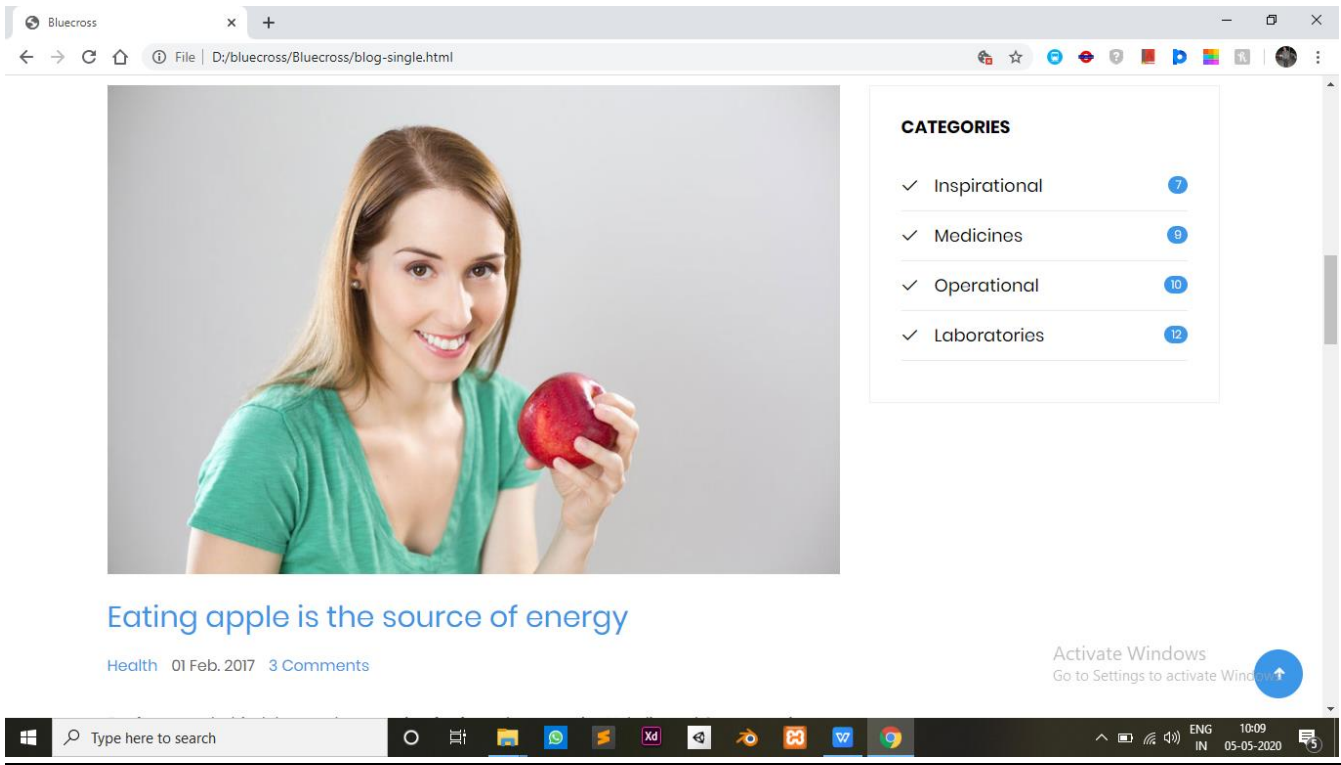 Bluecross
File | D:/bluecross/Bluecross/blog-single.html
CATEGORIES
Inspirational 7
Medicines 9
Operational 10
Laboratories 12
Eating apple is the source of energy
Health 01 Feb. 2017 3 Comments
Activate Windows
Go to Settings to activate Windows.
Type here to search
Xd
ENG 10:09
IN 05-05-2020
5